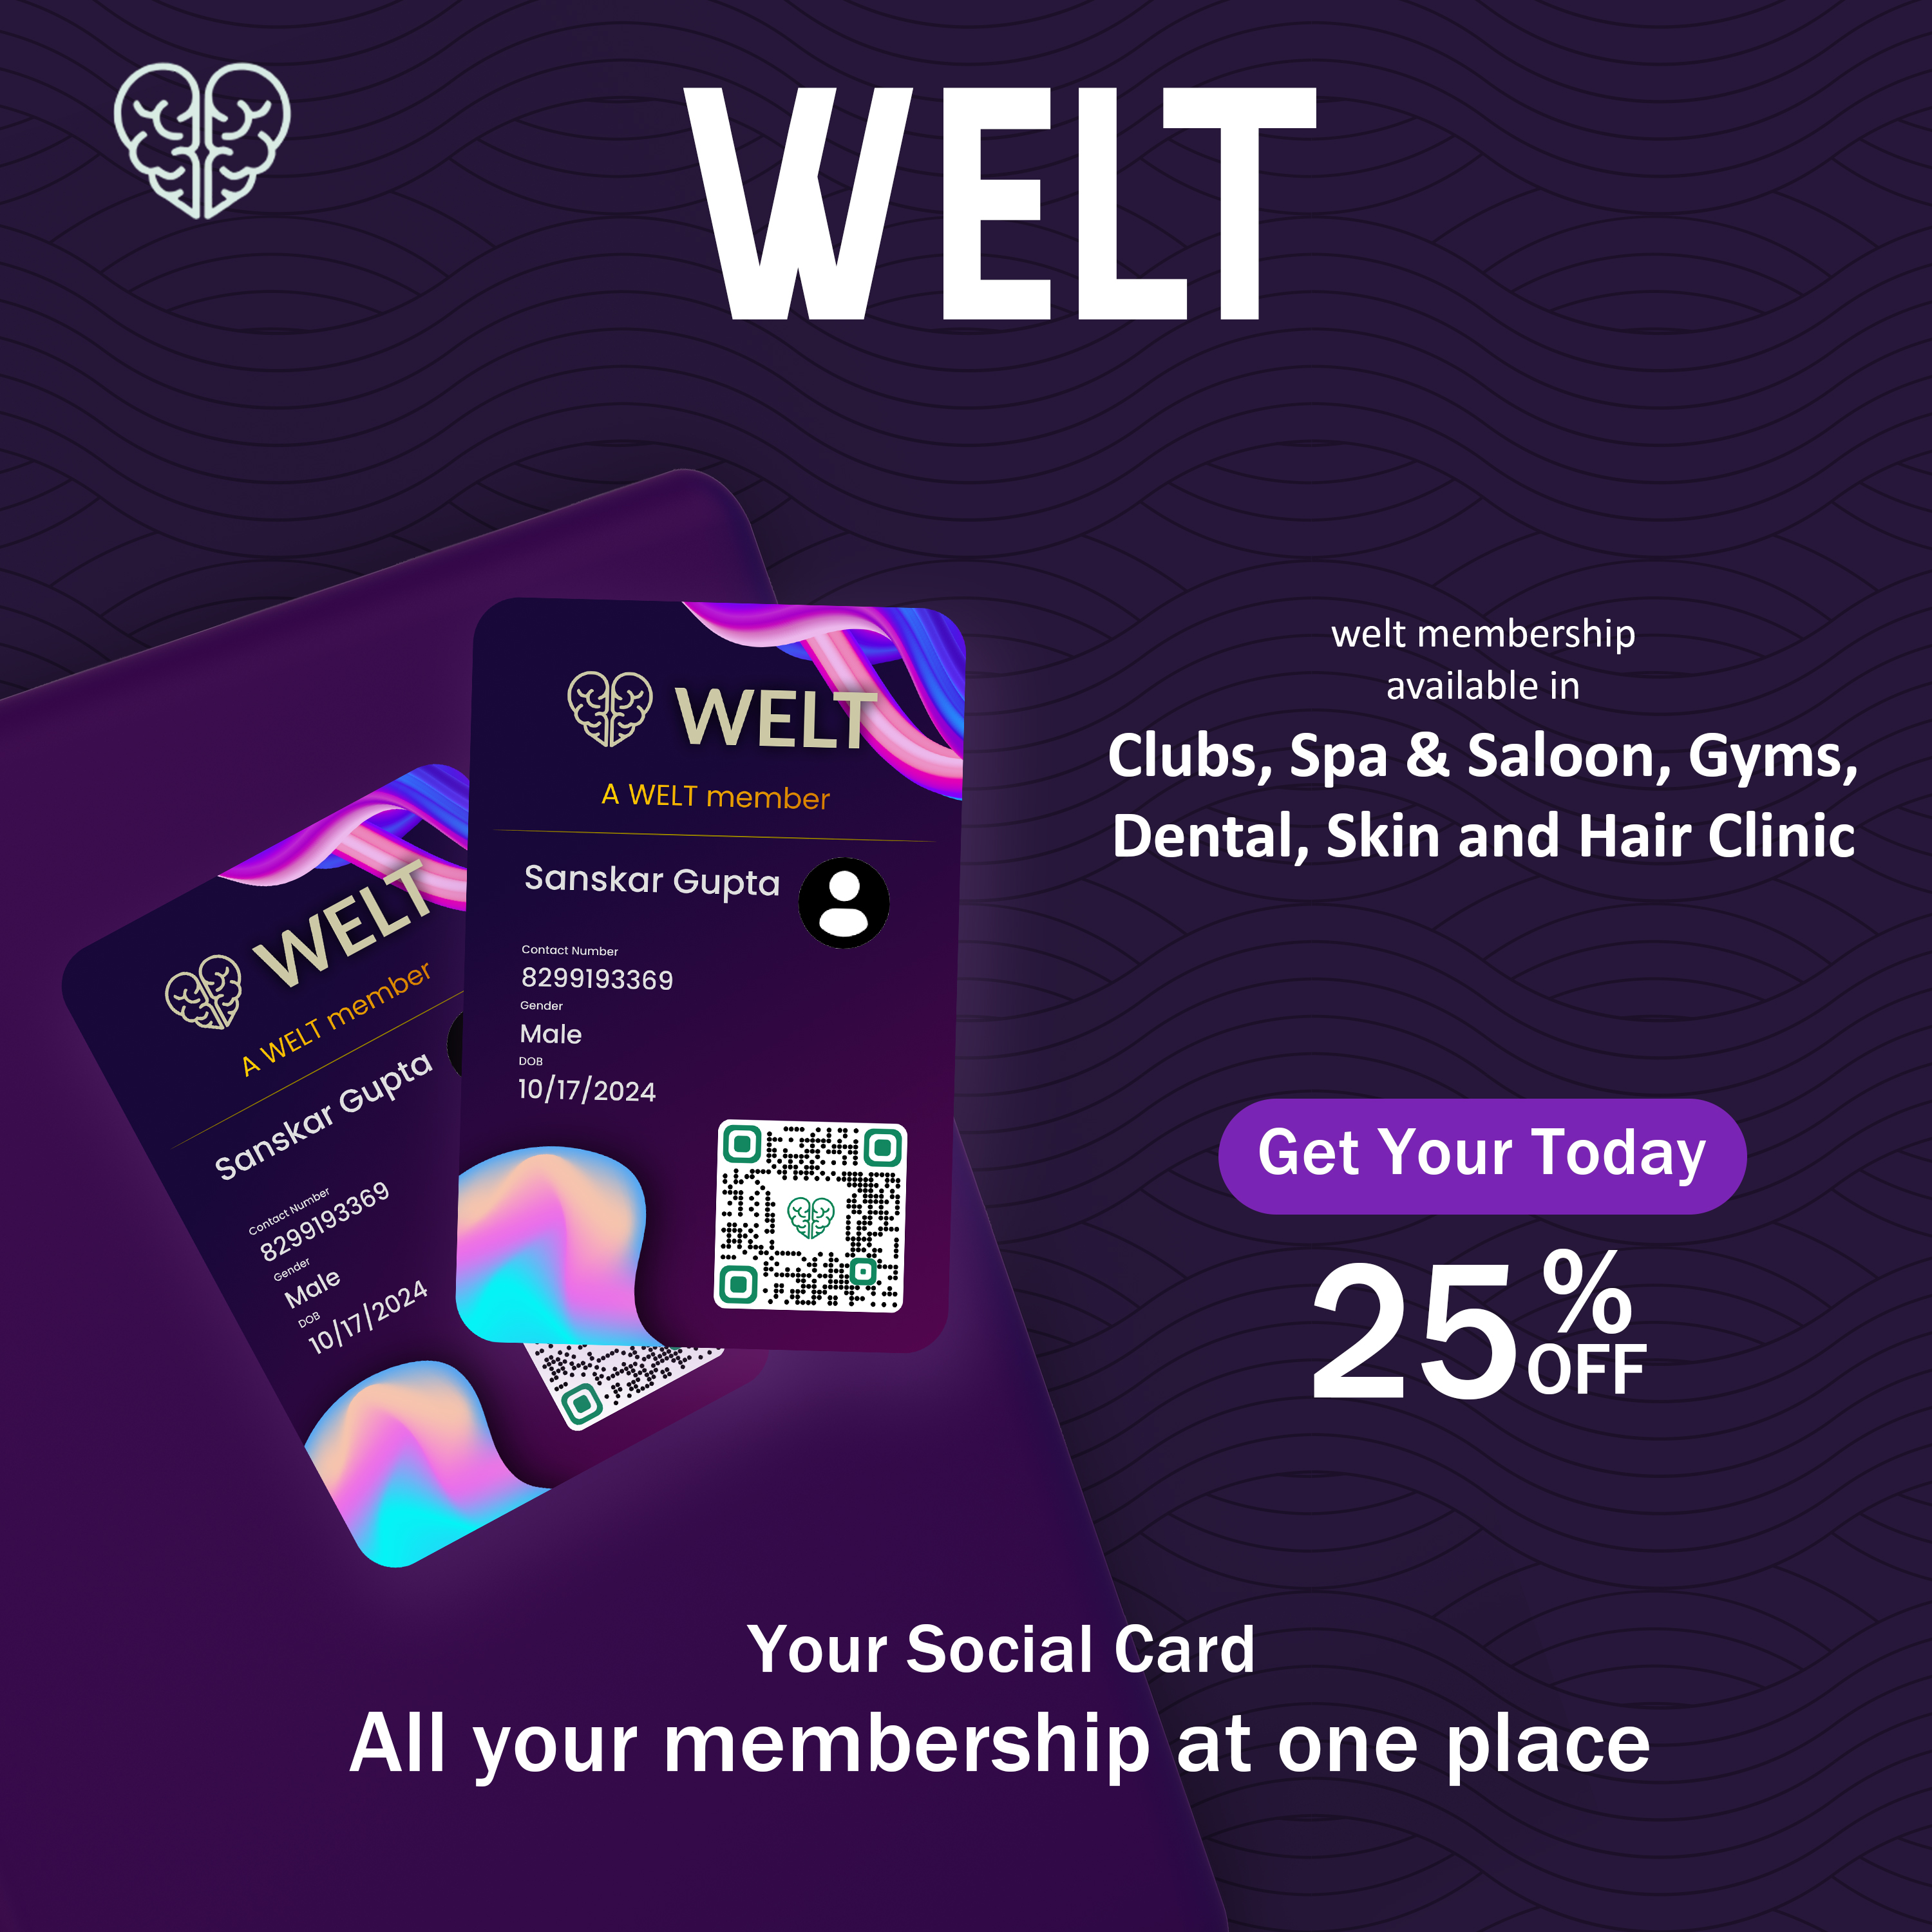 WELT
WELT
A WELT member
Sanskar Gupta
Contact Number
8299193369
Gender
Male
DOB
10/17/2024
WELT
A WELT member
Sanskar Gupta
Contact Number
8299193369
Gender
Male
DOB
10/17/2024
welt membership
available in
Clubs, Spa & Saloon, Gyms,
Dental, Skin and Hair Clinic
Get Your Today
25%
OFF
Your Social Card
All your membership at one place